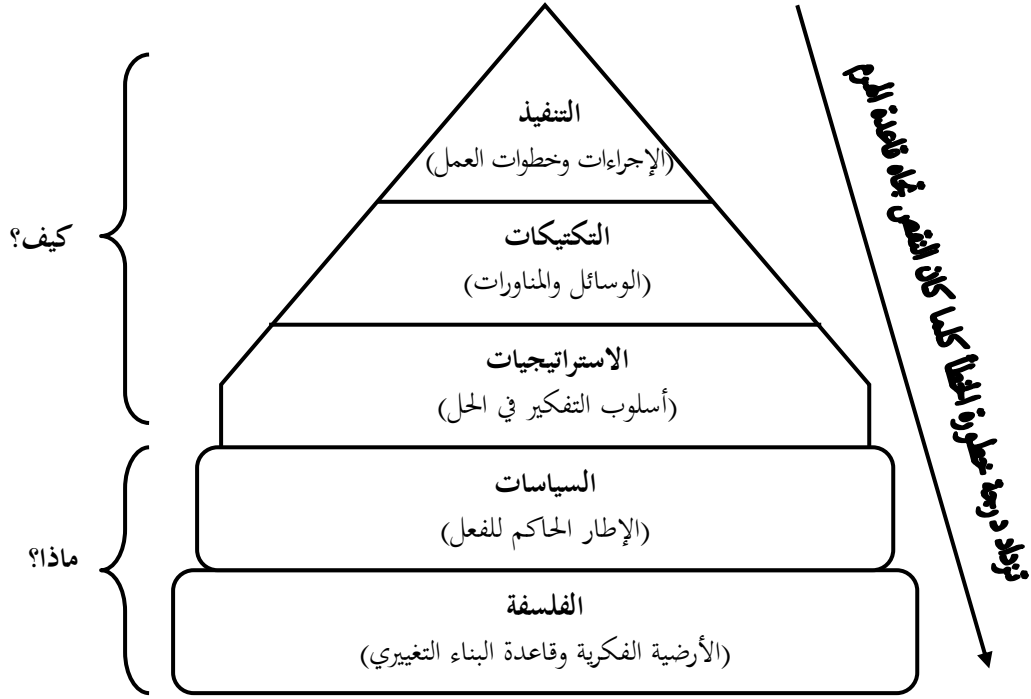 التنفيذ
(الإجراءات وخطوات العمل)
التكتيكات
(الوسائل والمناورات)
الاستراتيجيات
(أسلوب التفكير في الحل)
السياسات
(الإطار الحاكم للفعل)
الفلسفة
(الأرضية الفكرية وقاعدة البناء التغييري)
كيف؟
ماذا؟
تزداد درجة خطورة الخطأ كلما كان النقص تجاه قاعدة الهرم